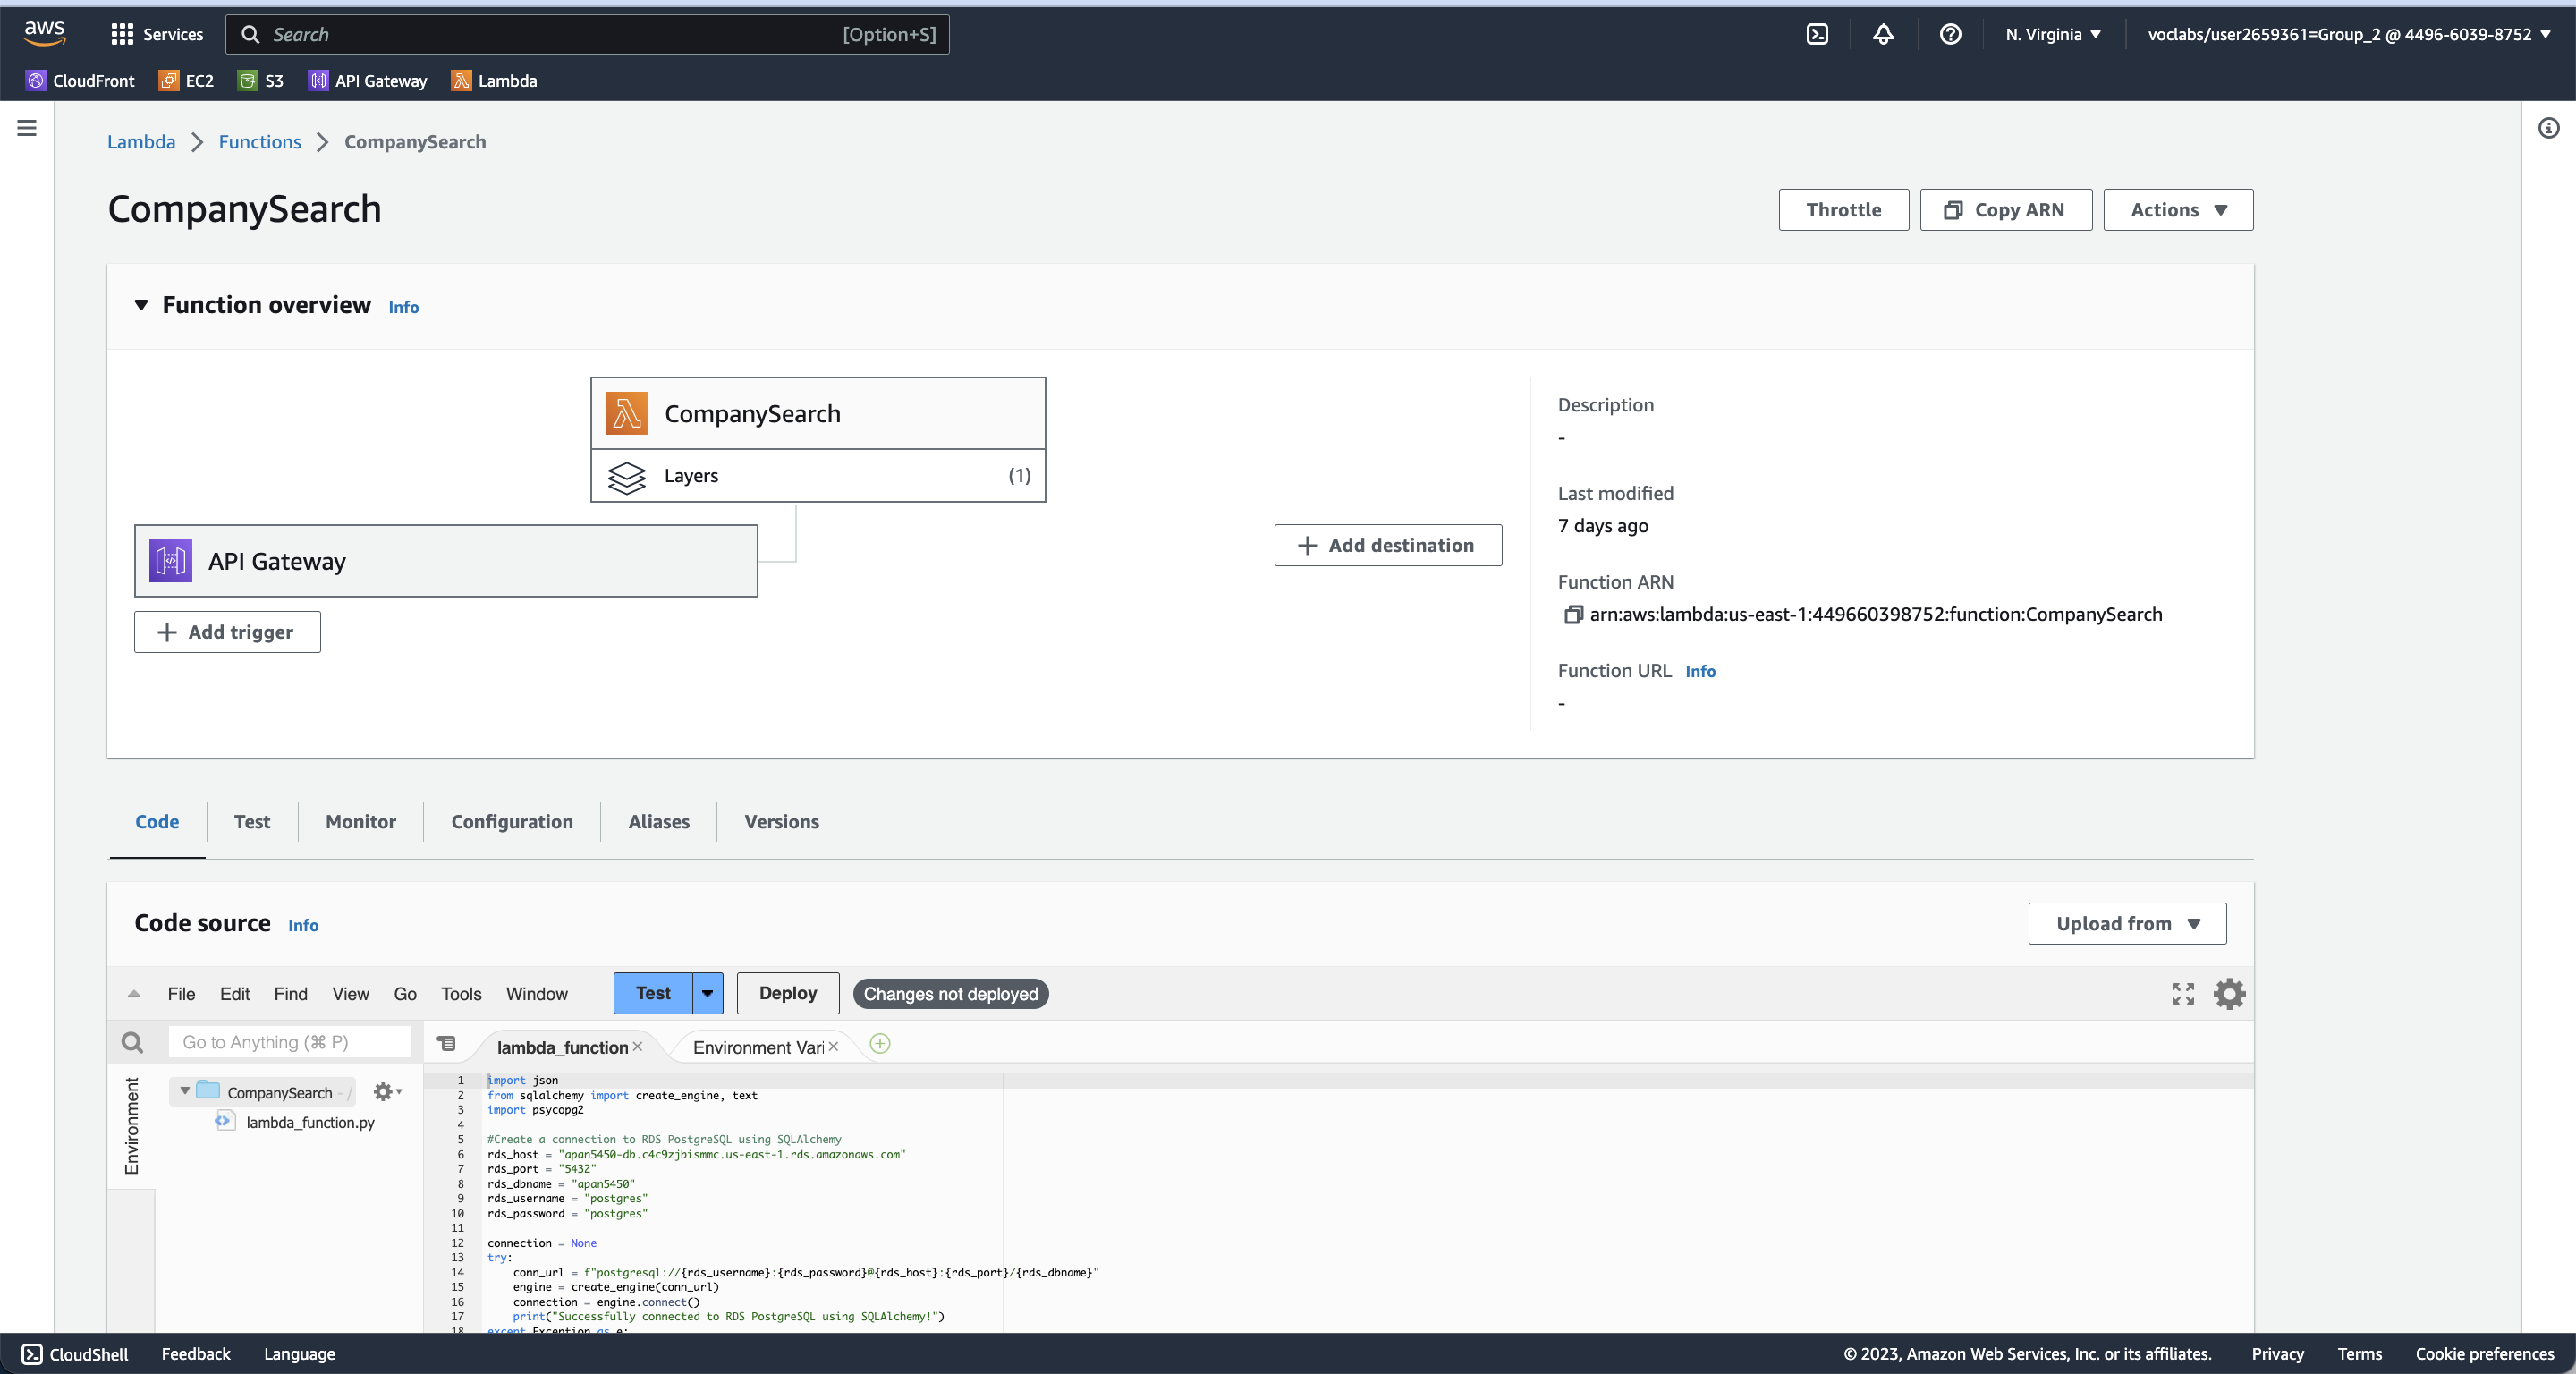 aws
Services
Search
[Option+S]
N. Virginia
voclabs/user2659361=Group_2 @ 4496-6039-8752
CloudFront
EC2
S3
API Gateway
Lambda
Lambda
Functions
CompanySearch
CompanySearch
Throttle
Copy ARN
Actions
Function overview
Info
CompanySearch
Layers
(1)
API Gateway
Add trigger
Add destination
Description
-
Last modified
7 days ago
Function ARN
arn:aws:lambda:us-east-1:449660398752:function:CompanySearch
Function URL
Info
-
Code
Test
Monitor
Configuration
Aliases
Versions
Code source
Info
Upload from
File
Edit
Find
View
Go
Tools
Window
Test
Deploy
Changes not deployed
Go to Anything (⌘ P)
lambda_function
Environment Vari
Environment
CompanySearch - /
lambda_function.py
1 import json
2 from sqlalchemy import create_engine, text
3 import psycopg2
4
5 #Create a connection to RDS PostgreSQL using SQLAlchemy
6 rds_host = "apan5450-db.c4c9zjbismmc.us-east-1.rds.amazonaws.com"
7 rds_port = "5432"
8 rds_dbname = "apan5450"
9 rds_username = "postgres"
10 rds_password = "postgres"
11
12 connection = None
13 try:
14 conn_url = f"postgresql://{rds_username}:{rds_password}@{rds_host}:{rds_port}/{rds_dbname}"
15 engine = create_engine(conn_url)
16 connection = engine.connect()
17 print("Successfully connected to RDS PostgreSQL using SQLAlchemy!")
18 except Exception as e:
CloudShell
Feedback
Language
© 2023, Amazon Web Services, Inc. or its affiliates.
Privacy
Terms
Cookie preferences